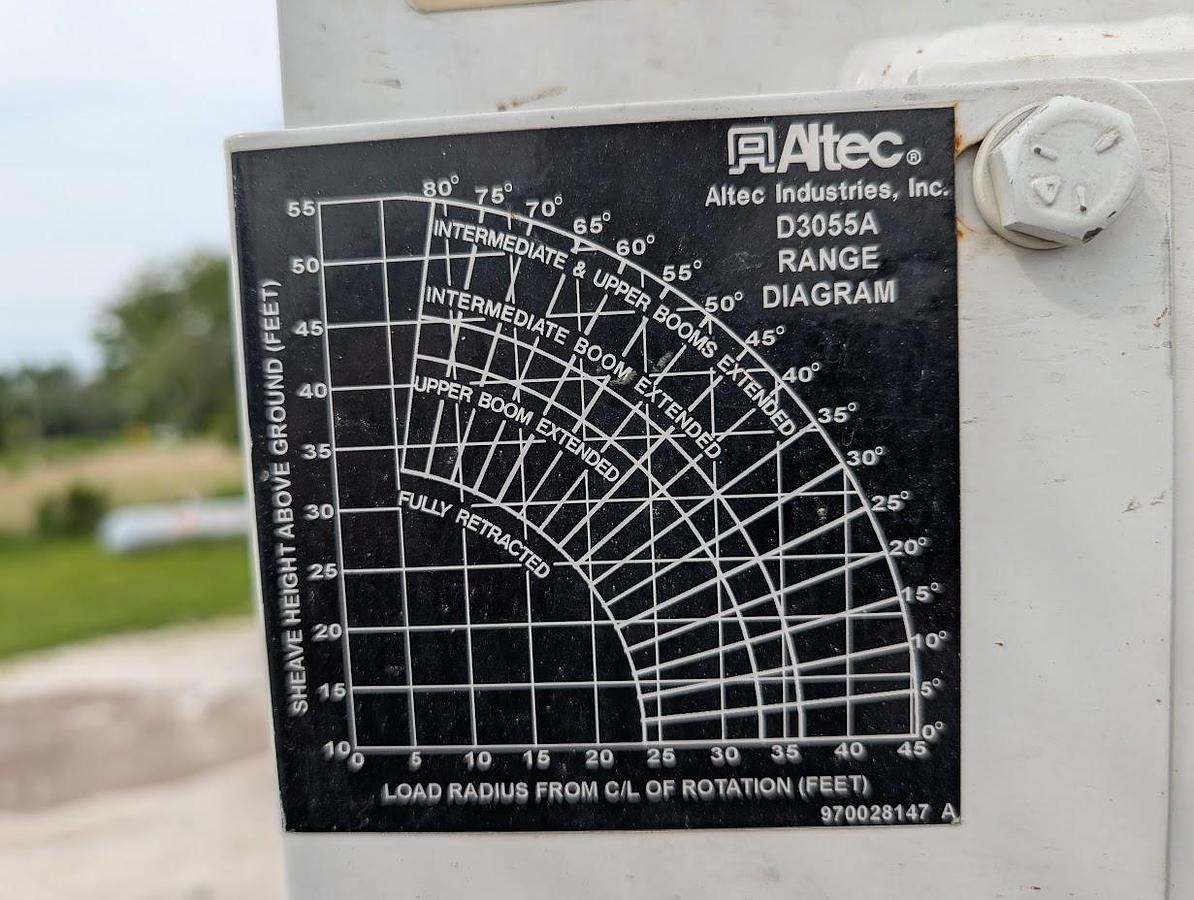 Altec®
Altec Industries, Inc.
D3055A
RANGE
DIAGRAM
80°
75°
70°
65°
60°
55°
50°
45°
40°
35°
30°
25°
20°
15°
10°
5°
0°
INTERMEDIATE & UPPER BOOMS EXTENDED
INTERMEDIATE BOOM EXTENDED
UPPER BOOM EXTENDED
FULLY RETRACTED
SHEAVE HEIGHT ABOVE GROUND (FEET)
55
50
45
40
35
30
25
20
15
10
0 5 10 15 20 25 30 35 40 45
LOAD RADIUS FROM C/L OF ROTATION (FEET)
970028147 A